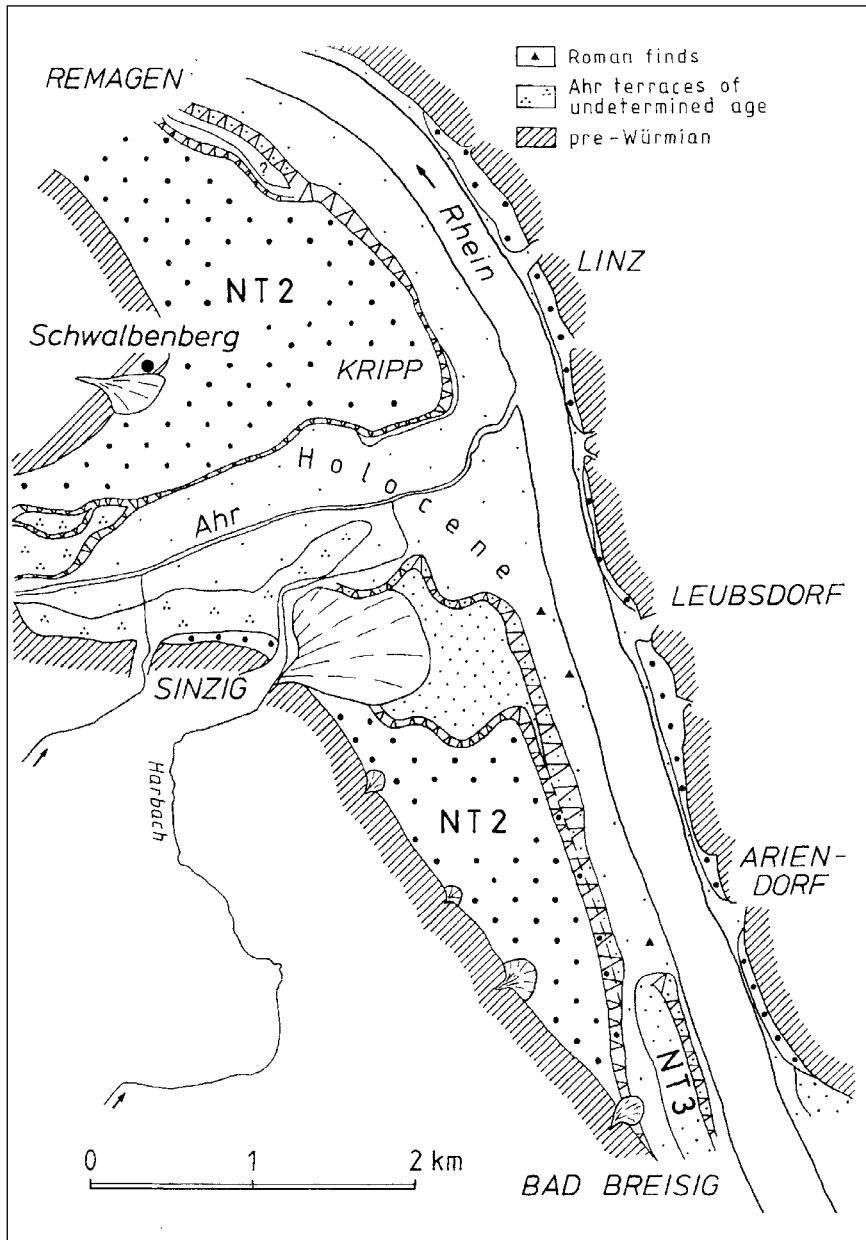 REMAGEN
Roman finds
Ahr terraces of
undetermined age
pre-Würmian
?
Rhein
LINZ
NT2
Schwalbenberg
KRIPP
Holocene
Ahr
LEUBSDORF
SINZIG
Harbach
NT2
ARIEN-
DORF
NT3
0 1 2 km
BAD BREISIG